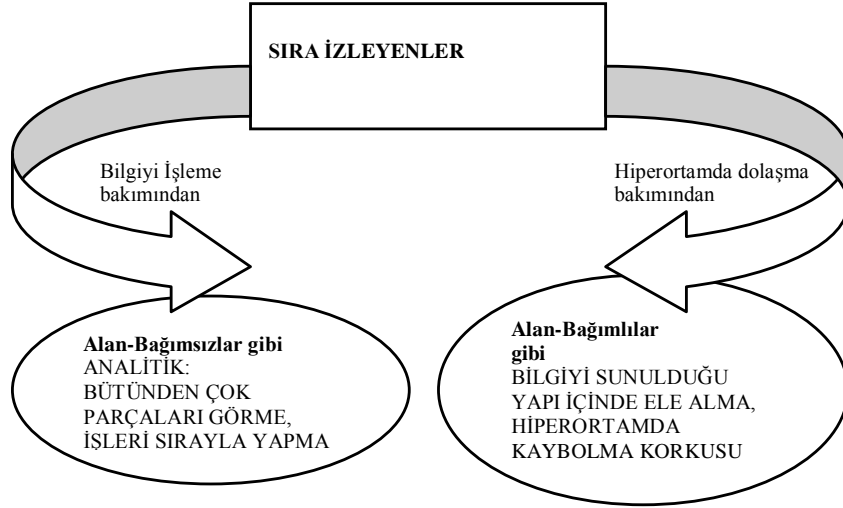 SIRA İZLEYENLER
Bilgiyi İşleme
bakımından
Hiperortamda dolaşma
bakımından
Alan-Bağımsızlar gibi
ANALİTİK:
BÜTÜNDEN ÇOK
PARÇALARI GÖRME,
İŞLERİ SIRAYLA YAPMA
Alan-Bağımlılar
gibi
BİLGİYİ SUNULDUĞU
YAPI İÇİNDE ELE ALMA,
HİPERORTAMDA
KAYBOLMA KORKUSU